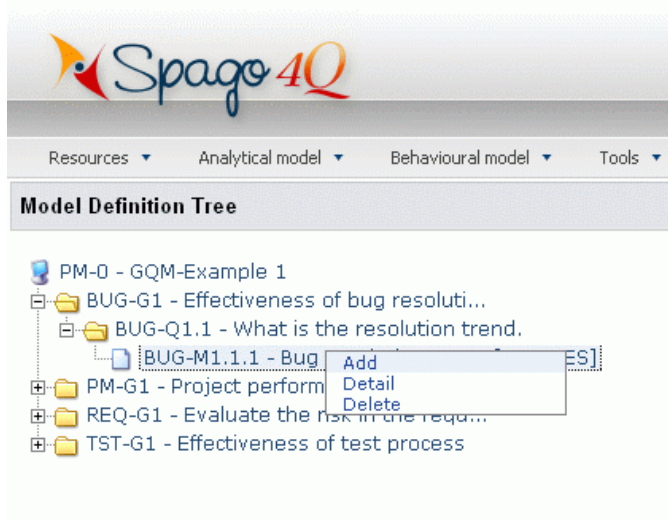 Spago 4Q
Resources Analytical model Behavioural model Tools
Model Definition Tree
PM-0 - GQM-Example 1
BUG-G1 - Effectiveness of bug resoluti...
BUG-Q1.1 - What is the resolution trend.
BUG-M1.1.1 - Bug ES]
Add
Detail
Delete
PM-G1 - Project perform
REQ-G1 - Evaluate the risk in the requ...
TST-G1 - Effectiveness of test process